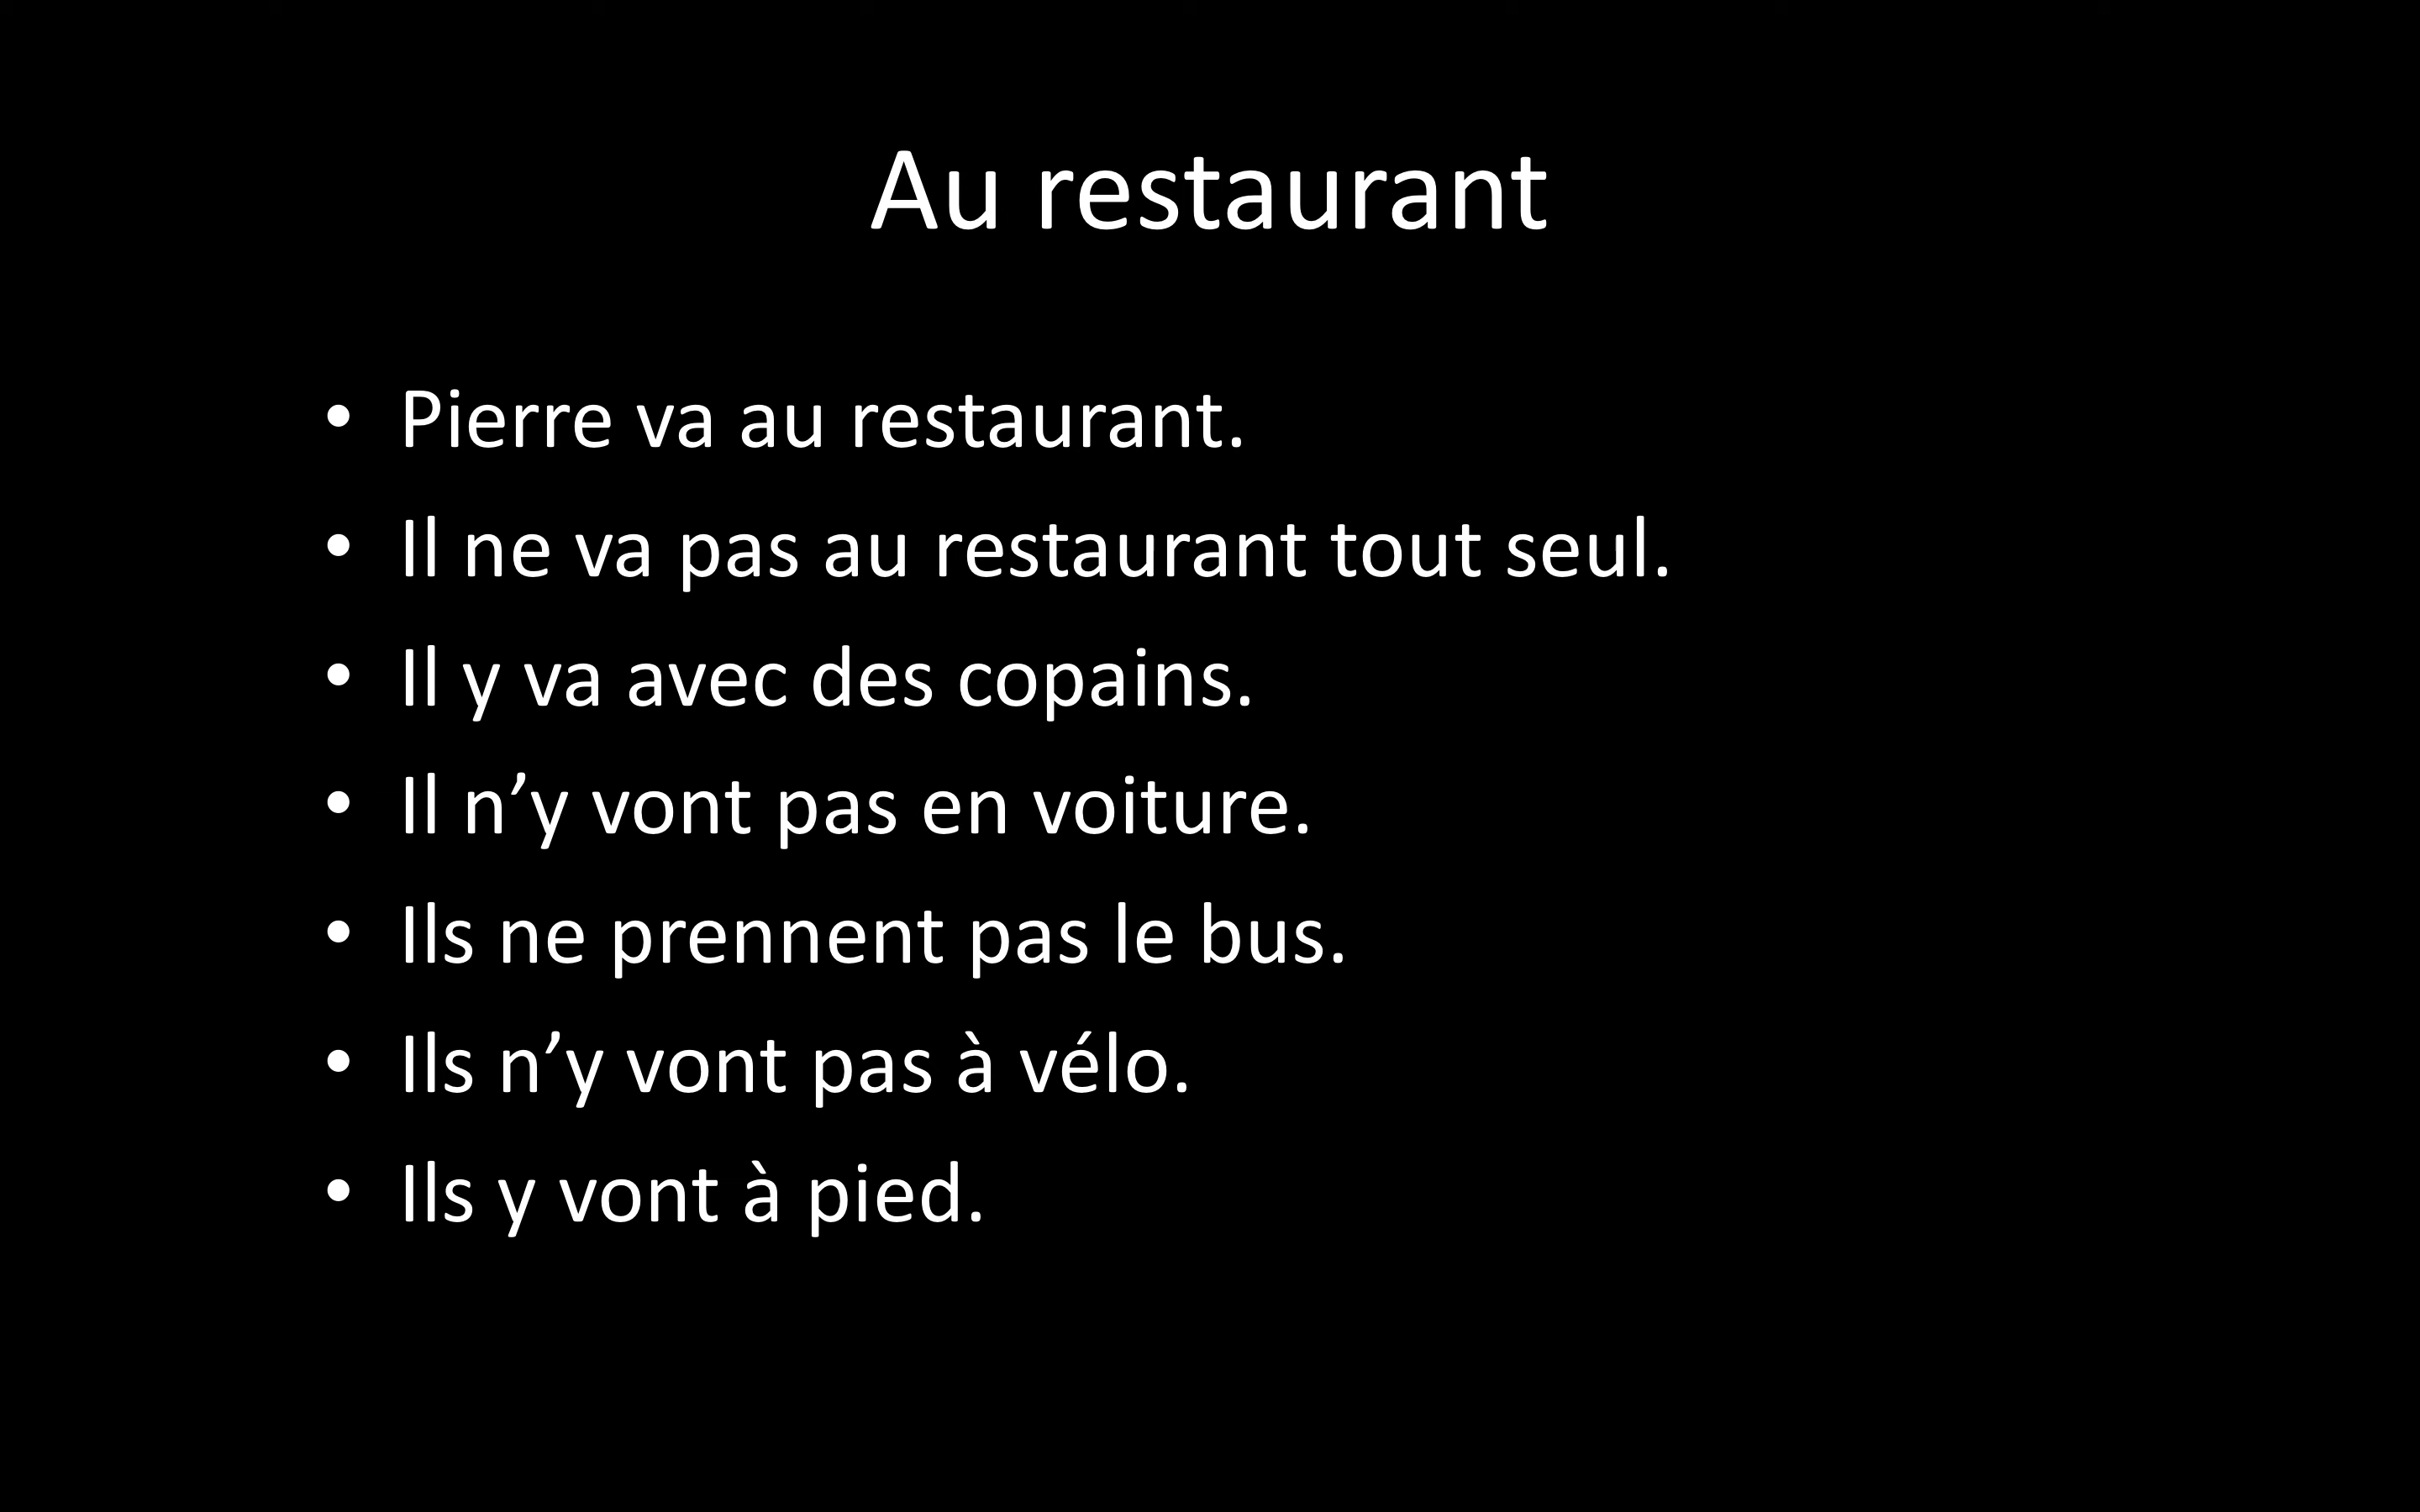 Au restaurant
• Pierre va au restaurant.
• Il ne va pas au restaurant tout seul.
• Il y va avec des copains.
• Il n’y vont pas en voiture.
• Ils ne prennent pas le bus.
• Ils n’y vont pas à vélo.
• Ils y vont à pied.